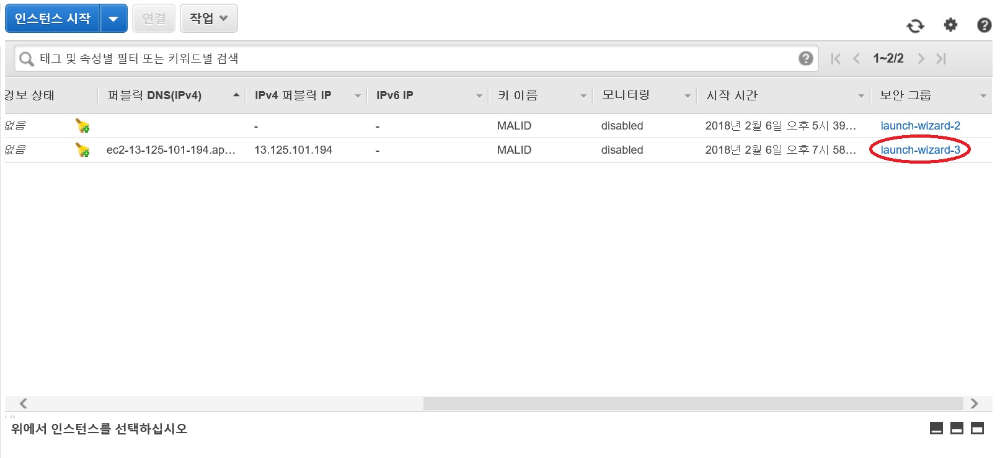 인스턴스 시작 연결 작업
태그 및 속성별 필터 또는 키워드별 검색 1~2/2
경보 상태 퍼블릭 DNS(IPv4) IPv4 퍼블릭 IP IPv6 IP 키 이름 모니터링 시작 시간 보안 그룹
없음 - - MALID disabled 2018년 2월 6일 오후 5시 39... launch-wizard-2
없음 ec2-13-125-101-194.ap... 13.125.101.194 - MALID disabled 2018년 2월 6일 오후 7시 58... launch-wizard-3
위에서 인스턴스를 선택하십시오